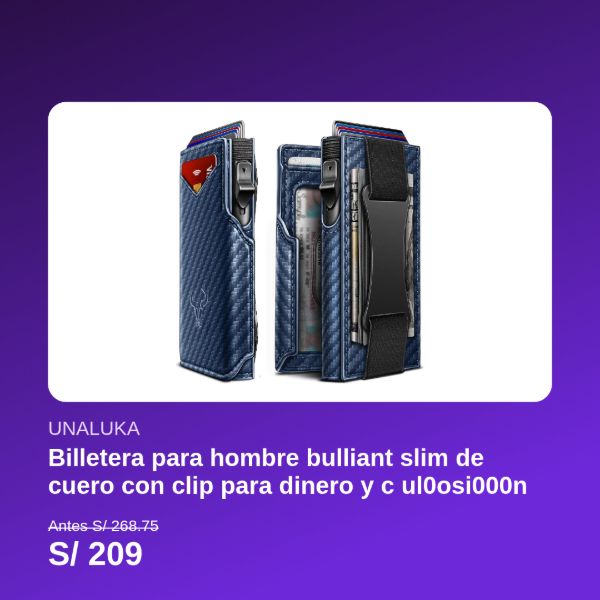 UNALUKA
Billetera para hombre bulliant slim de
cuero con clip para dinero y c ul0osi000n
Antes S/ 268.75
S/ 209